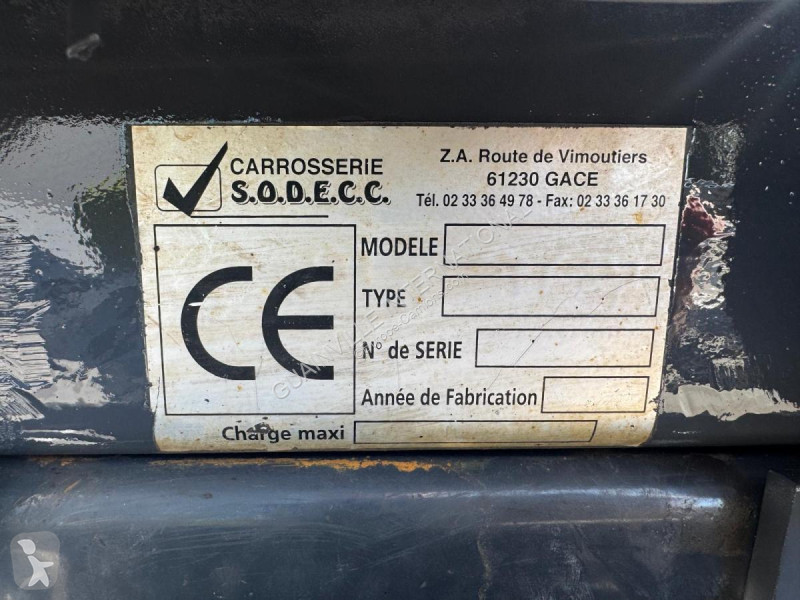 CARROSSERIE
S.O.D.E.C.C.
Z.A. Route de Vimoutiers
61230 GACE
Tél. 02 33 36 49 78 - Fax: 02 33 36 17 30
CE
MODELE
TYPE
N° de SERIE
Année de Fabrication
Charge maxi